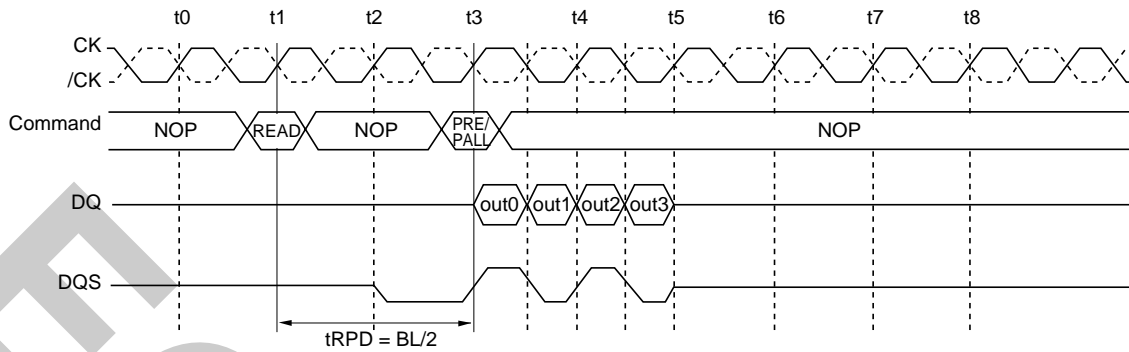 t0 t1 t2 t3 t4 t5 t6 t7 t8
CK
/CK
Command NOP READ NOP PRE/ PALL NOP
DQ out0 out1 out2 out3
DQS
tRPD = BL/2